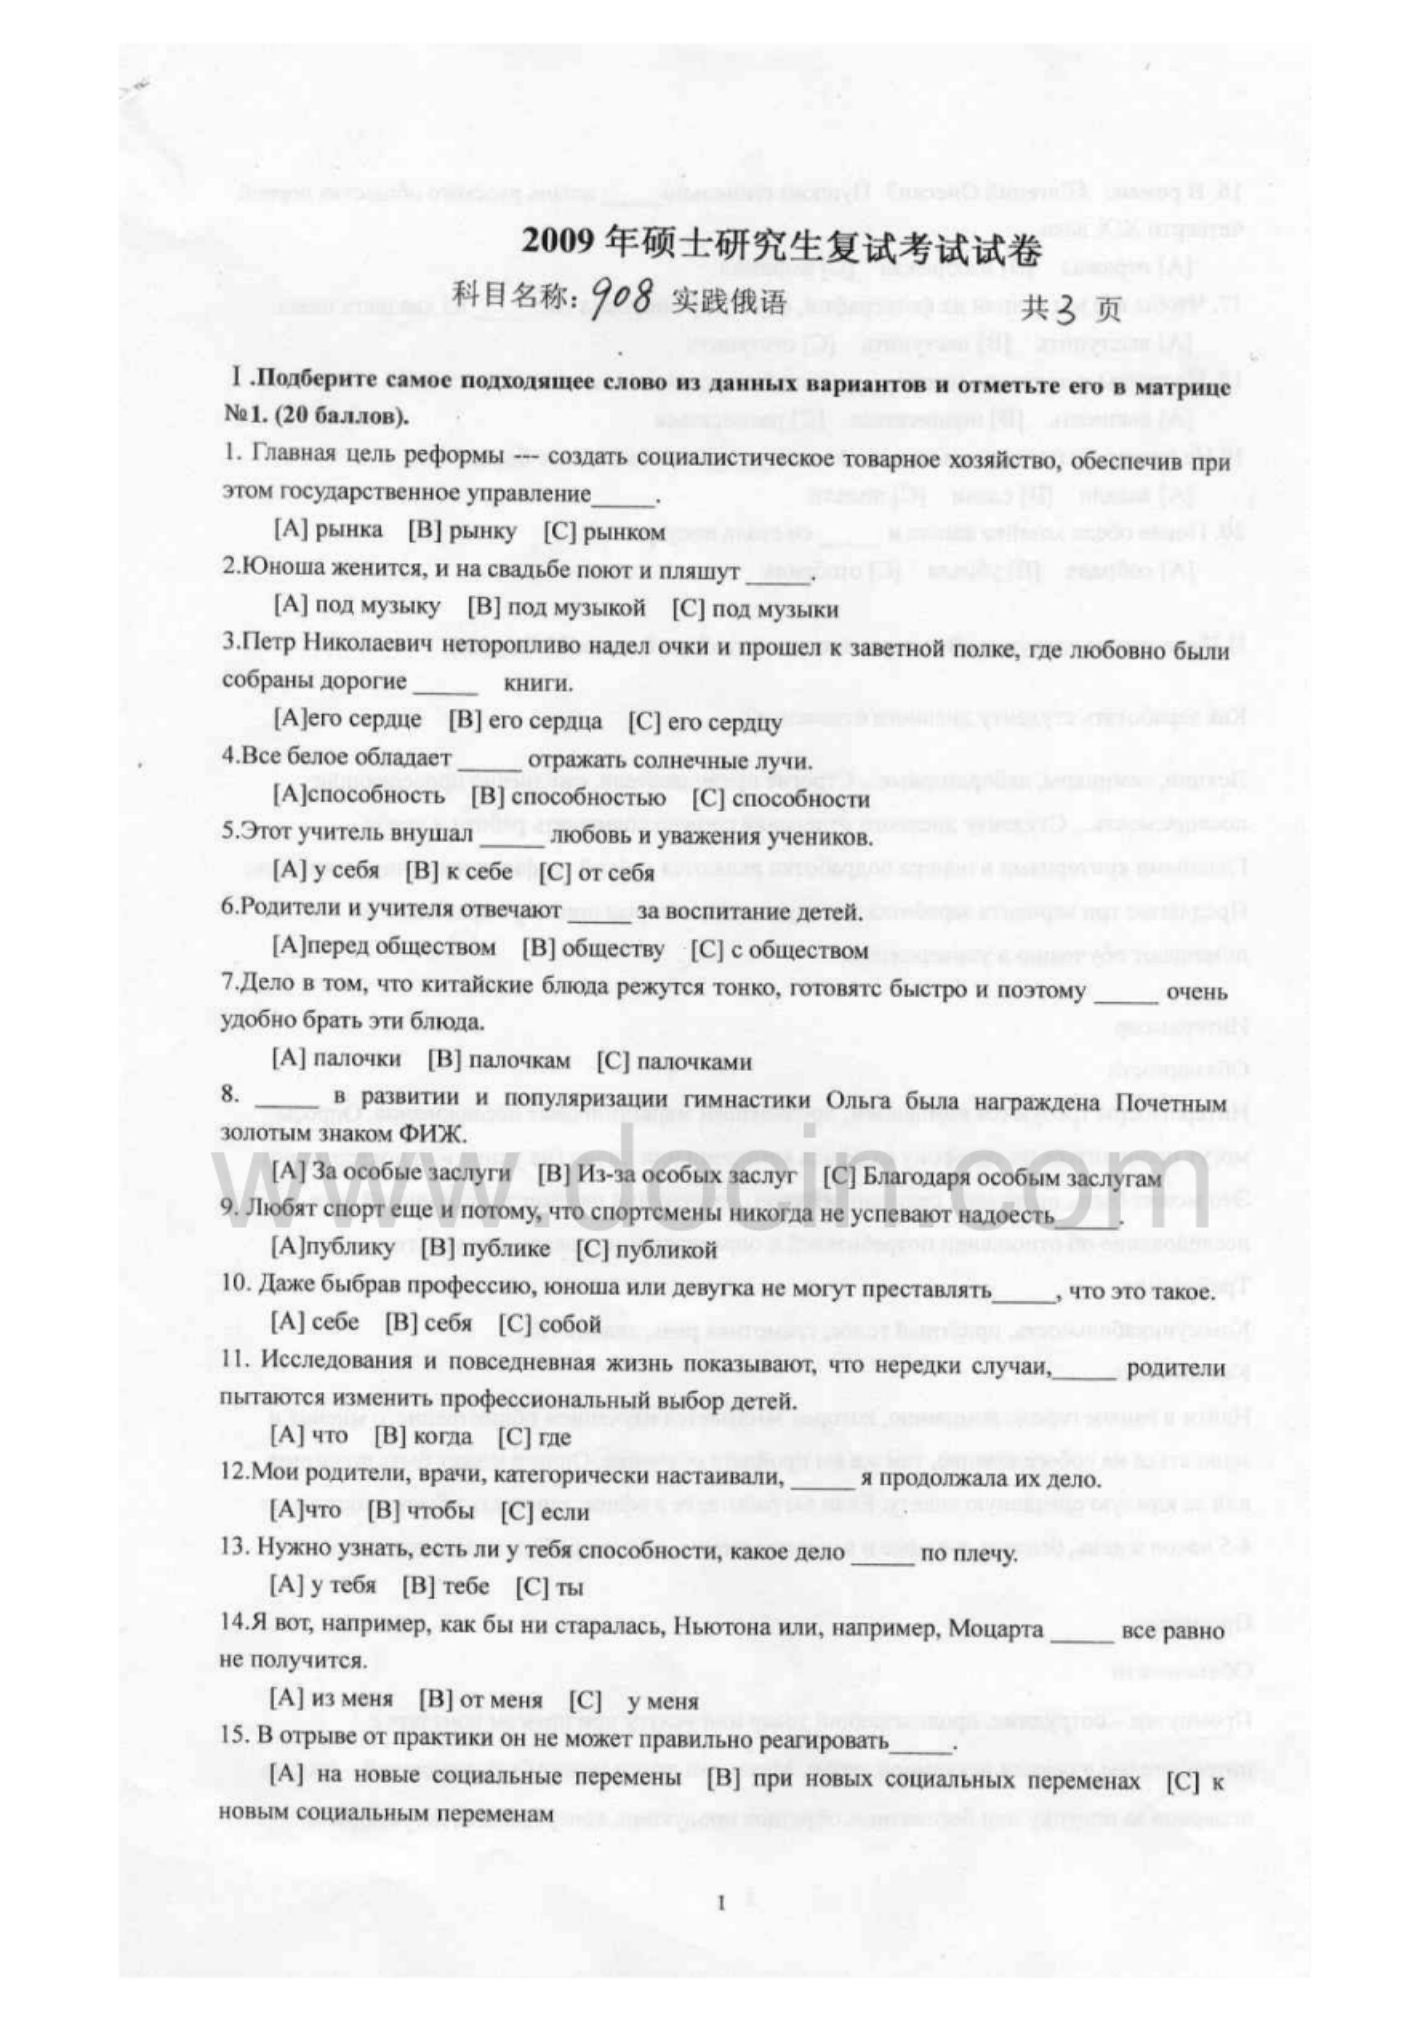 2009 年硕士研究生复试考试试卷
科目名称: 908 实践俄语 共 3 页
Ⅰ .Подберите самое подходящее слово из данных вариантов и отметьте его в матрице
№1. (20 баллов).
1. Главная цель реформы --- создать социалистическое товарное хозяйство, обеспечив при
этом государственное управление_____.
[A] рынка [B] рынку [C] рынком
2.Юноша женится, и на свадьбе поют и пляшут _____.
[A] под музыку [B] под музыкой [C] под музыки
3.Петр Николаевич неторопливо надел очки и прошел к заветной полке, где любовно были
собраны дорогие _____ книги.
[A]его сердце [B] его сердца [C] его сердцу
4.Все белое обладает _____ отражать солнечные лучи.
[A]способность [B] способностью [C] способности
5.Этот учитель внушал _____ любовь и уважения учеников.
[A] у себя [B] к себе [C] от себя
6.Родители и учителя отвечают _____ за воспитание детей.
[A]перед обществом [B] обществу [C] с обществом
7.Дело в том, что китайские блюда режутся тонко, готовятс быстро и поэтому _____ очень
удобно брать эти блюда.
[A] палочки [B] палочкам [C] палочками
8. _____ в развитии и популяризации гимнастики Ольга была награждена Почетным
золотым знаком ФИЖ.
www.docin.com
[A] За особые заслуги [B] Из-за особых заслуг [C] Благодаря особым заслугам
9. Любят спорт еще и потому, что спортсмены никогда не успевают надоесть_____.
[A]публику [B] публике [C] публикой
10. Даже выбрав профессию, юноша или девугка не могут преставлять_____, что это такое.
[A] себе [B] себя [C] собой
11. Исследования и повседневная жизнь показывают, что нередки случаи,_____ родители
пытаются изменить профессиональный выбор детей.
[A] что [B] когда [C] где
12.Мои родители, врачи, категорически настаивали, _____ я продолжала их дело.
[A]что [B] чтобы [C] если
13. Нужно узнать, есть ли у тебя способности, какое дело _____ по плечу.
[A] у тебя [B] тебе [C] ты
14.Я вот, например, как бы ни старалась, Ньютона или, например, Моцарта _____ все равно
не получится.
[A] из меня [B] от меня [C] у меня
15. В отрыве от практики он не может правильно реагировать_____.
[A] на новые социальные перемены [B] при новых социальных переменах [C] к
новым социальным переменам
1